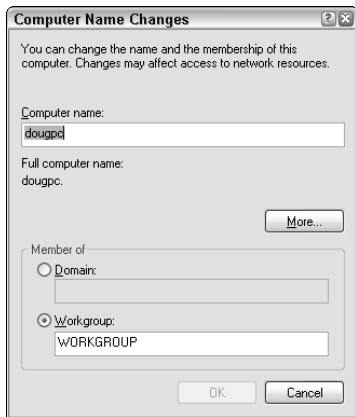 Computer Name Changes
You can change the name and the membership of this
computer. Changes may affect access to network resources.
Computer name:
dougpc
Full computer name:
dougpc.
More...
Member of
Domain:
Workgroup:
WORKGROUP
OK
Cancel